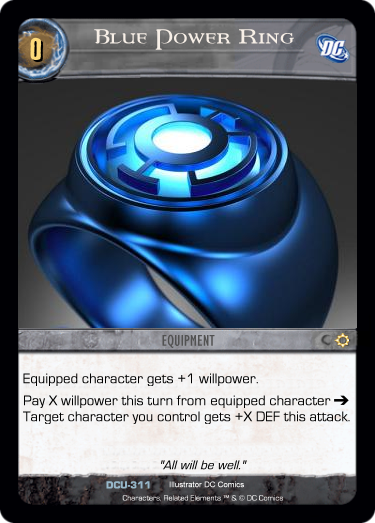 0
Blue Power Ring
DC
EQUIPMENT
Equipped character gets +1 willpower.
Pay X willpower this turn from equipped character ➔
Target character you control gets +X DEF this attack.
"All will be well."
DCU-311 Illustrator DC Comics
Characters, Related Elements ™ & © DC Comics